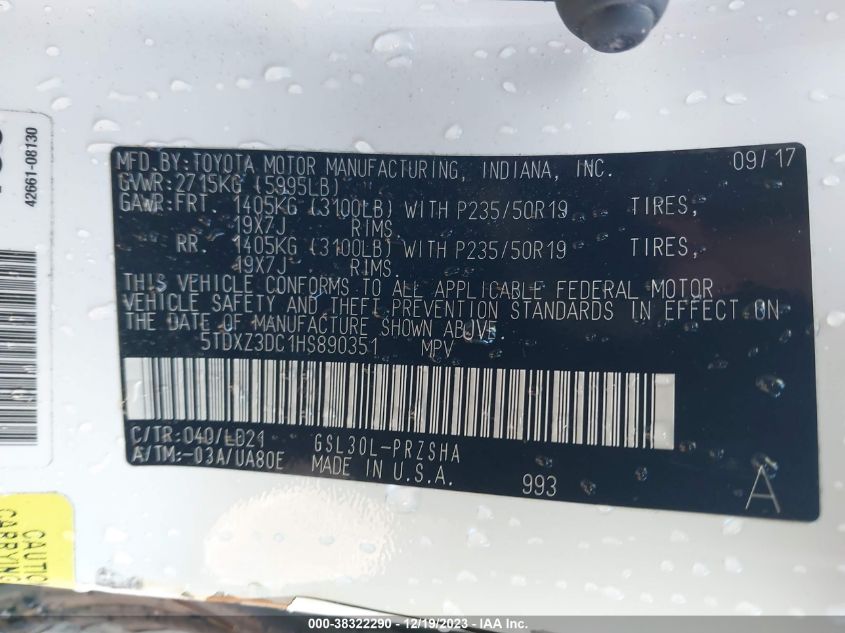 42661-08130
MFD.BY:TOYOTA MOTOR MANUFACTURING, INDIANA, INC. 09/17
GVWR:2715KG (5995LB)
GAWR:FRT. 1405KG (3100LB) WITH P235/50R19 TIRES,
19X7J RIMS.
RR. 1405KG (3100LB) WITH P235/50R19 TIRES,
19X7J RIMS.
THIS VEHICLE CONFORMS TO ALL APPLICABLE FEDERAL MOTOR
VEHICLE SAFETY AND THEFT PREVENTION STANDARDS IN EFFECT ON
THE DATE OF MANUFACTURE SHOWN ABOVE.
5TDXZ3DC1HS890351 MPV
C/TR:040/LB21 GSL30L-PRZSHA
A/TM:-03A/UA80E MADE IN U.S.A. 993 A
CARRYING
000-38322290 - 12/19/2023 - IAA Inc.